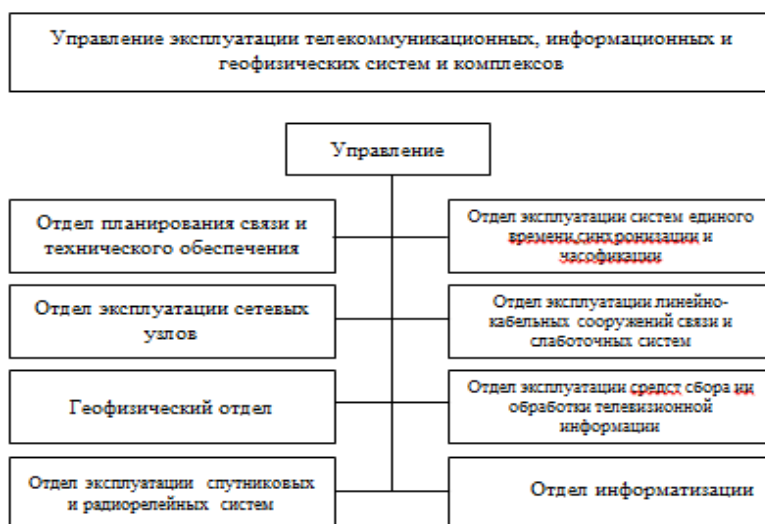 Управление эксплуатации телекоммуникационных, информационных и
геофизических систем и комплексов
Управление
Отдел планирования связи и
технического обеспечения
Отдел эксплуатации систем единого
времени,синхронизации и
часофикации
Отдел эксплуатации сетевых
узлов
Отдел эксплуатации линейно-
кабельных сооружений связи и
слаботочных систем
Геофизический отдел
Отдел эксплуатации средст сбора ии
обработки телевизионной
информации
Отдел эксплуатации спутниковых
и радиорелейных систем
Отдел информатизации